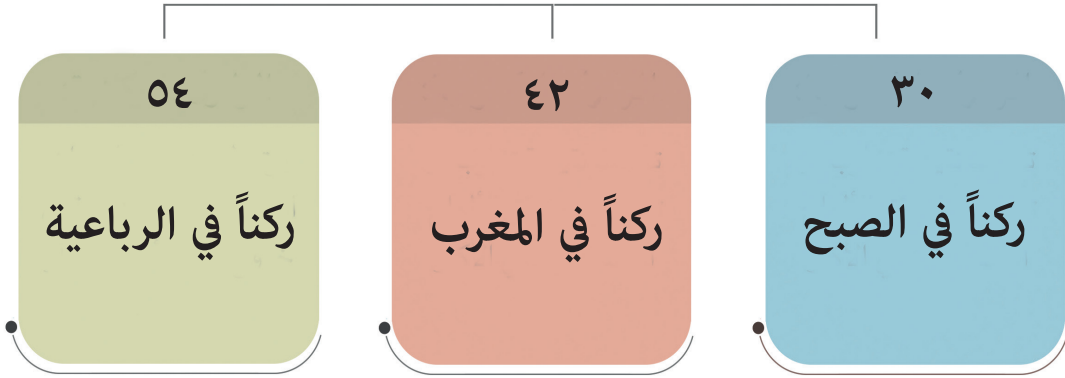 ٣٠
ركناً في الصبح
٤٢
ركناً في المغرب
٥٤
ركناً في الرباعية